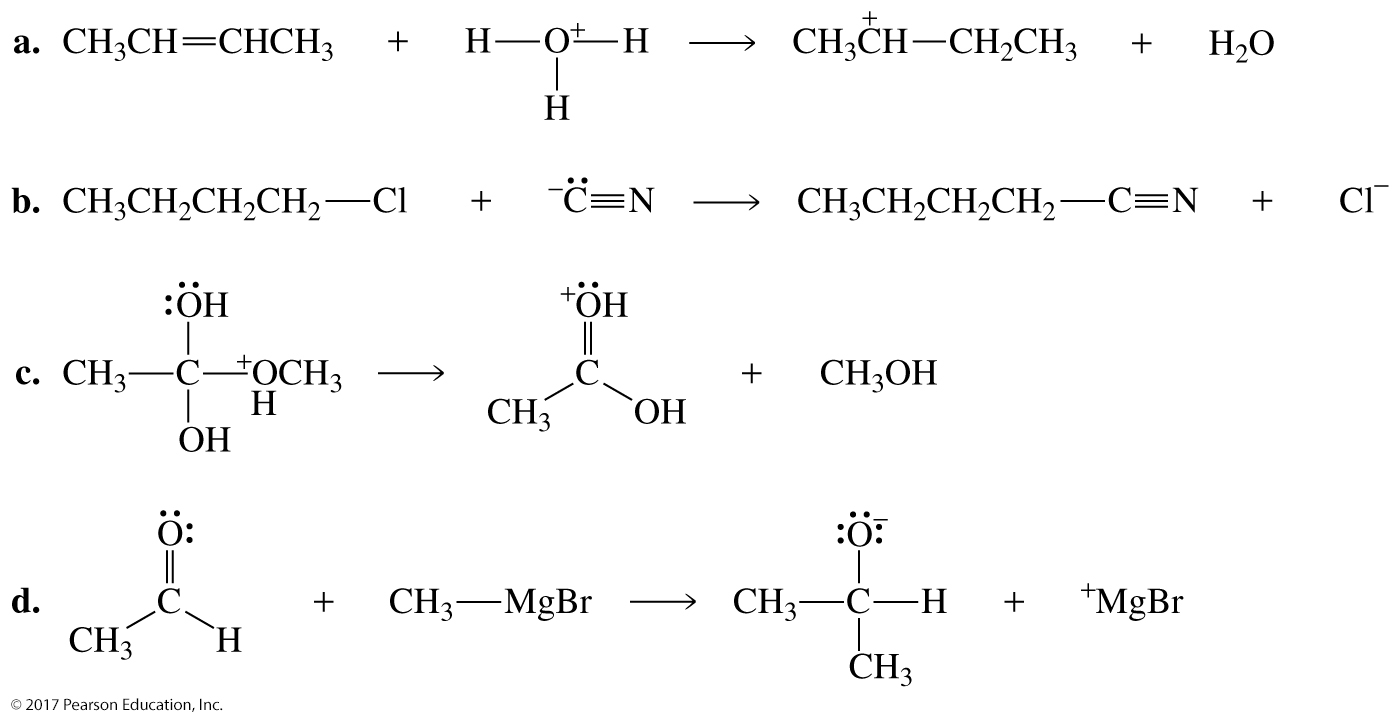 a. CH₃CH=CHCH₃ + H—O⁺—H ⟶ CH₃C⁺H—CH₂CH₃ + H₂O
H
b. CH₃CH₂CH₂CH₂—Cl + ⁻C̈≡N ⟶ CH₃CH₂CH₂CH₂—C≡N + Cl⁻
:ÖH ⁺ÖH
c. CH₃—C—⁺OCH₃ ⟶ C + CH₃OH
H
CH₃ OH
OH
Ö: :Ö:⁻
d. C + CH₃—MgBr ⟶ CH₃—C—H + ⁺MgBr
CH₃ H
CH₃
© 2017 Pearson Education, Inc.